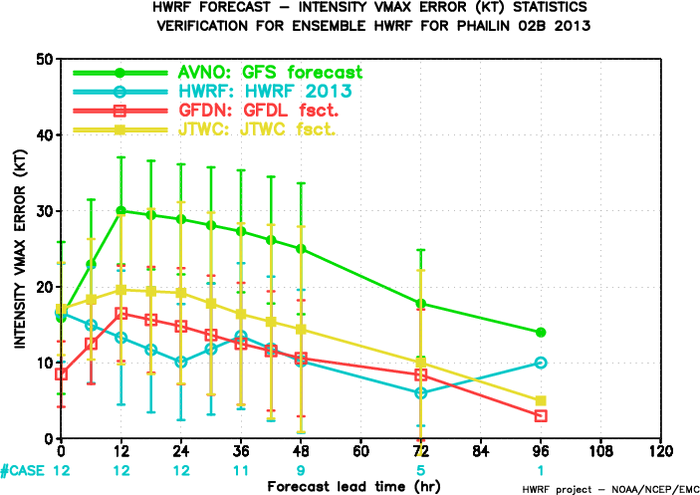 HWRF FORECAST – INTENSITY VMAX ERROR (KT) STATISTICS
VERIFICATION FOR ENSEMBLE HWRF FOR PHAILIN 02B 2013
AVNO: GFS forecast
HWRF: HWRF 2013
GFDN: GFDL fsct.
JTWC: JTWC fsct.
INTENSITY VMAX ERROR (KT)
50
40
30
20
10
0
0 12 24 36 48 60 72 84 96 108 120
#CASE 12 12 12 11 9 5 1
Forecast lead time (hr)
HWRF project – NOAA/NCEP/EMC